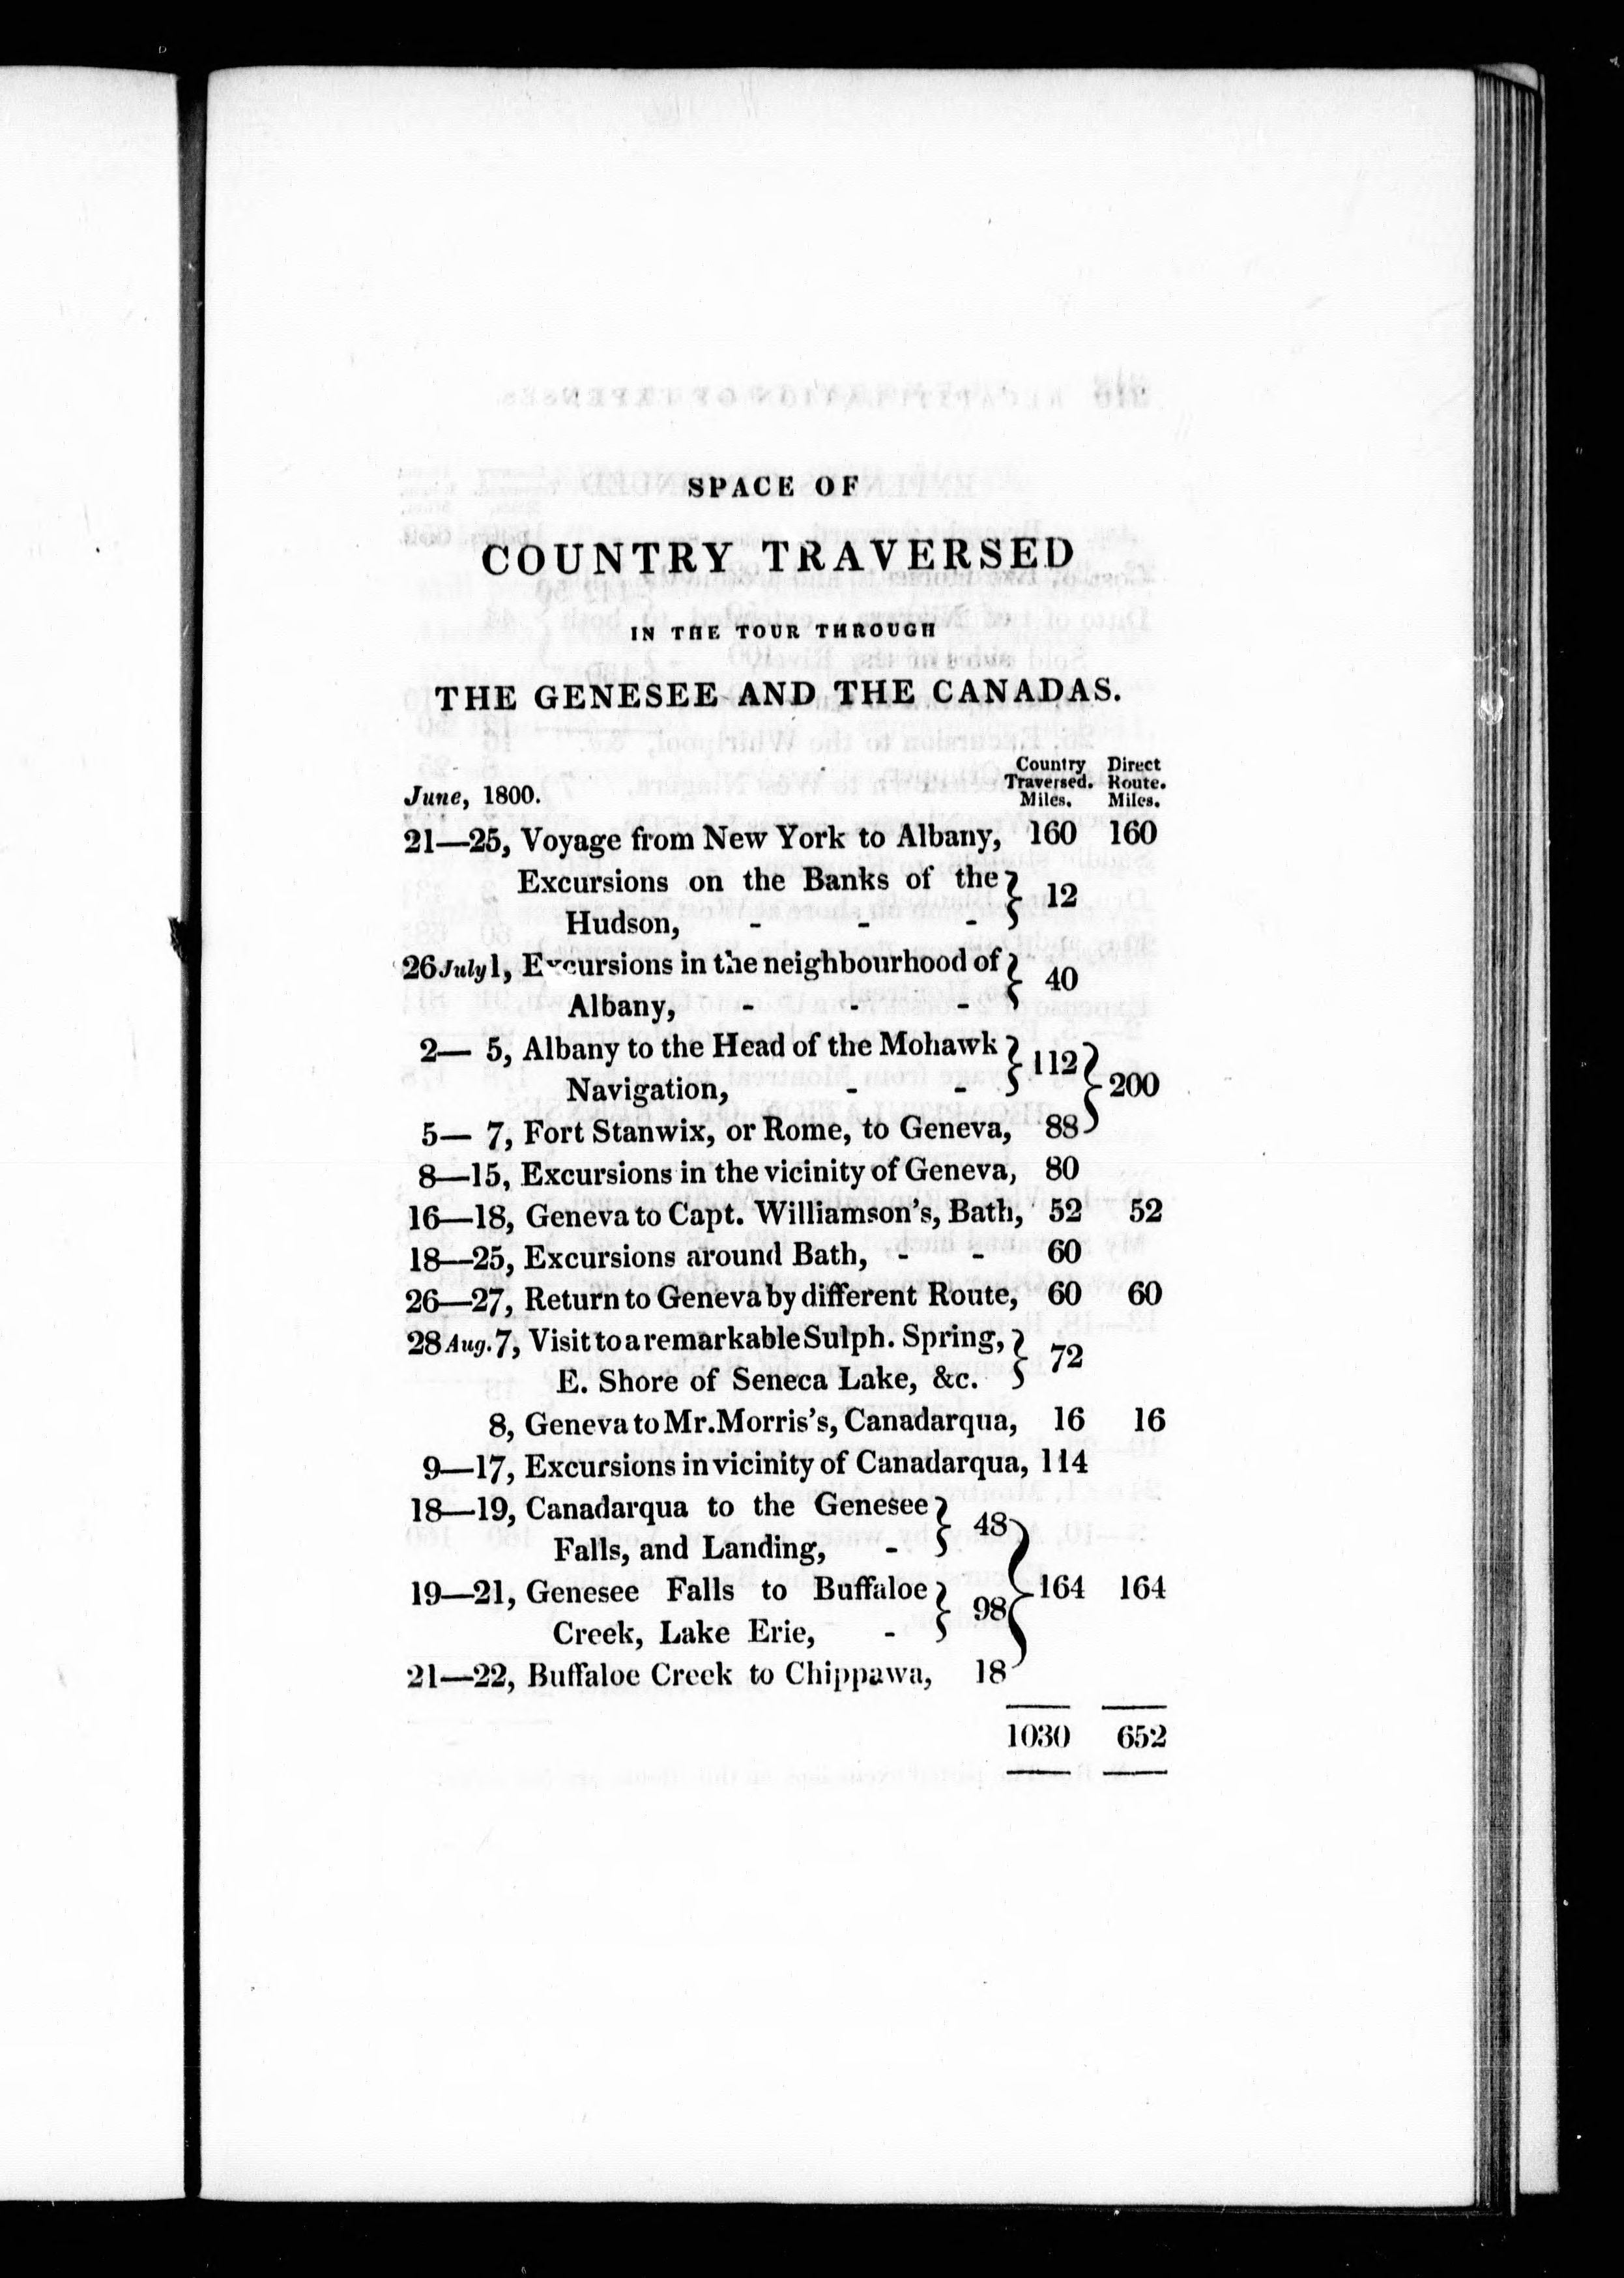 SPACE OF
COUNTRY TRAVERSED
IN THE TOUR THROUGH
THE GENESEE AND THE CANADAS.
Country Direct
Traversed. Route.
June, 1800. Miles. Miles.
21—25, Voyage from New York to Albany, 160 160
Excursions on the Banks of the
Hudson, - - - } 12
26 July 1, Excursions in the neighbourhood of
Albany, - - - } 40
2— 5, Albany to the Head of the Mohawk
Navigation, - - } 112 } 200
5— 7, Fort Stanwix, or Rome, to Geneva, 88
8—15, Excursions in the vicinity of Geneva, 80
16—18, Geneva to Capt. Williamson's, Bath, 52 52
18—25, Excursions around Bath, - - 60
26—27, Return to Geneva by different Route, 60 60
28 Aug. 7, Visit to a remarkable Sulph. Spring,
E. Shore of Seneca Lake, &c. } 72
8, Geneva to Mr. Morris's, Canadarqua, 16 16
9—17, Excursions in vicinity of Canadarqua, 114
18—19, Canadarqua to the Genesee
Falls, and Landing, - } 48
19—21, Genesee Falls to Buffaloe
Creek, Lake Erie, - } 98 } 164 164
21—22, Buffaloe Creek to Chippawa, 18
1030 652